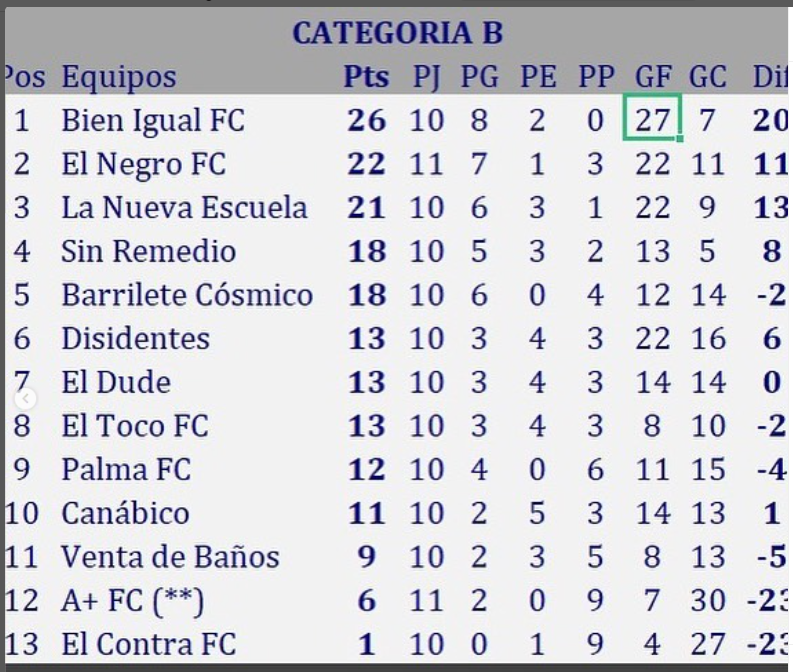 CATEGORIA B
Pos Equipos Pts PJ PG PE PP GF GC Dif
1 Bien Igual FC 26 10 8 2 0 27 7 20
2 El Negro FC 22 11 7 1 3 22 11 11
3 La Nueva Escuela 21 10 6 3 1 22 9 13
4 Sin Remedio 18 10 5 3 2 13 5 8
5 Barrilete Cósmico 18 10 6 0 4 12 14 -2
6 Disidentes 13 10 3 4 3 22 16 6
7 El Dude 13 10 3 4 3 14 14 0
8 El Toco FC 13 10 3 4 3 8 10 -2
9 Palma FC 12 10 4 0 6 11 15 -4
10 Canábico 11 10 2 5 3 14 13 1
11 Venta de Baños 9 10 2 3 5 8 13 -5
12 A+ FC (**) 6 11 2 0 9 7 30 -23
13 El Contra FC 1 10 0 1 9 4 27 -23